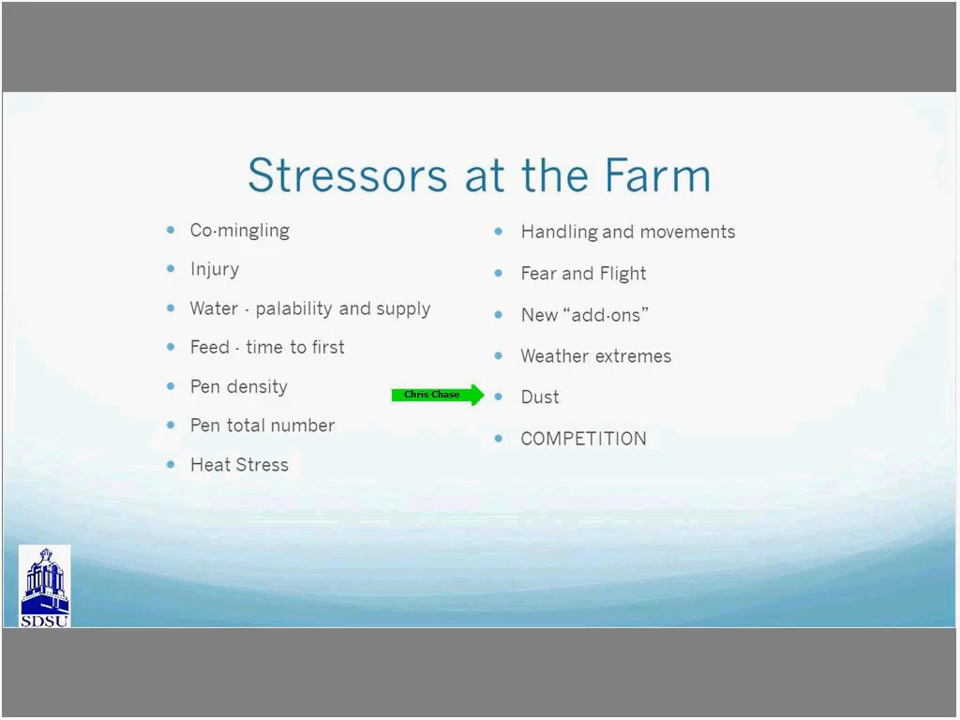 Stressors at the Farm
Co-mingling
Injury
Water - palability and supply
Feed - time to first
Pen density
Pen total number
Heat Stress
Handling and movements
Fear and Flight
New “add-ons”
Weather extremes
Chris Chase
Dust
COMPETITION
SDSU